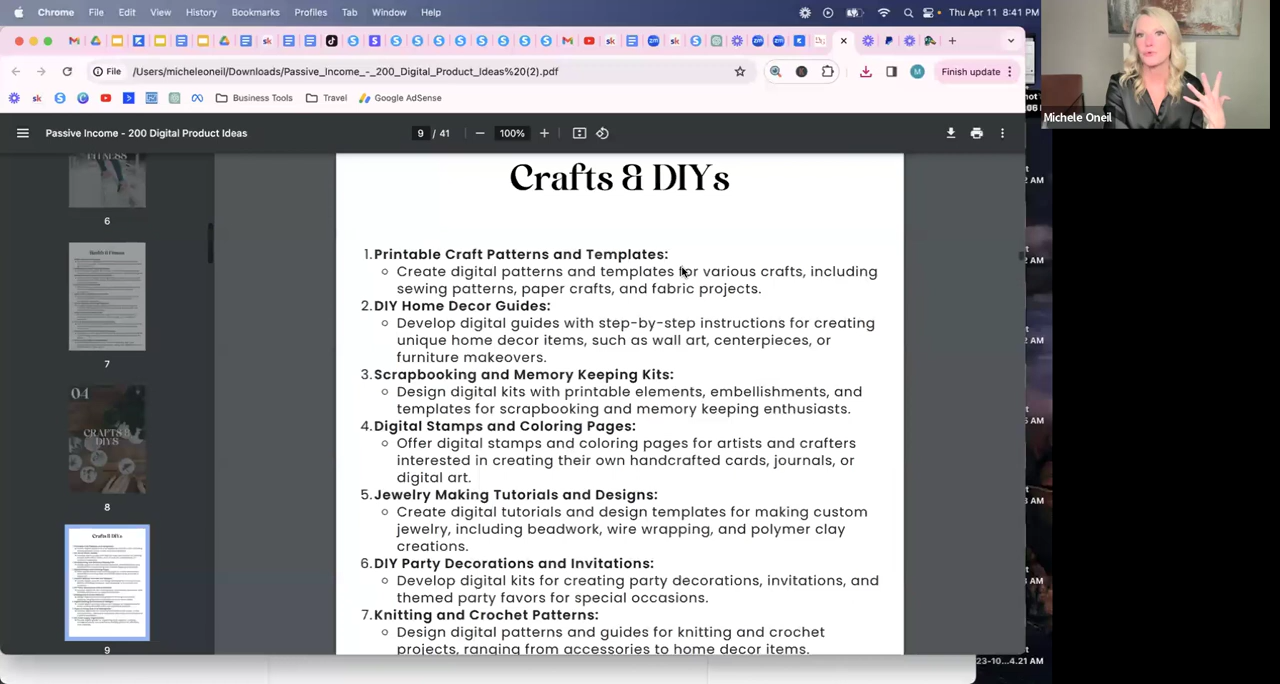 Chrome File Edit View History Bookmarks Profiles Tab Window Help Thu Apr 11 8:41 PM
File /Users/micheleoneil/Downloads/Passive_Income_-_200_Digital_Product_Ideas%20(2).pdf Finish update
Business Tools Travel Google AdSense
Michele Oneil
Passive Income - 200 Digital Product Ideas 9 / 41 100%
FITNESS
6
7
04
CRAFTS &
DIYS
8
Crafts & DIYs
9
Crafts & DIYs
1. Printable Craft Patterns and Templates:
Create digital patterns and templates for various crafts, including
sewing patterns, paper crafts, and fabric projects.
2. DIY Home Decor Guides:
Develop digital guides with step-by-step instructions for creating
unique home decor items, such as wall art, centerpieces, or
furniture makeovers.
3. Scrapbooking and Memory Keeping Kits:
Design digital kits with printable elements, embellishments, and
templates for scrapbooking and memory keeping enthusiasts.
4. Digital Stamps and Coloring Pages:
Offer digital stamps and coloring pages for artists and crafters
interested in creating their own handcrafted cards, journals, or
digital art.
5. Jewelry Making Tutorials and Designs:
Create digital tutorials and design templates for making custom
jewelry, including beadwork, wire wrapping, and polymer clay
creations.
6. DIY Party Decorations and Invitations:
Develop digital kits for creating party decorations, invitations, and
themed party favors for special occasions.
7. Knitting and Crochet Patterns:
Design digital patterns and guides for knitting and crochet
projects, ranging from accessories to home decor items.
23-10...4.21 AM